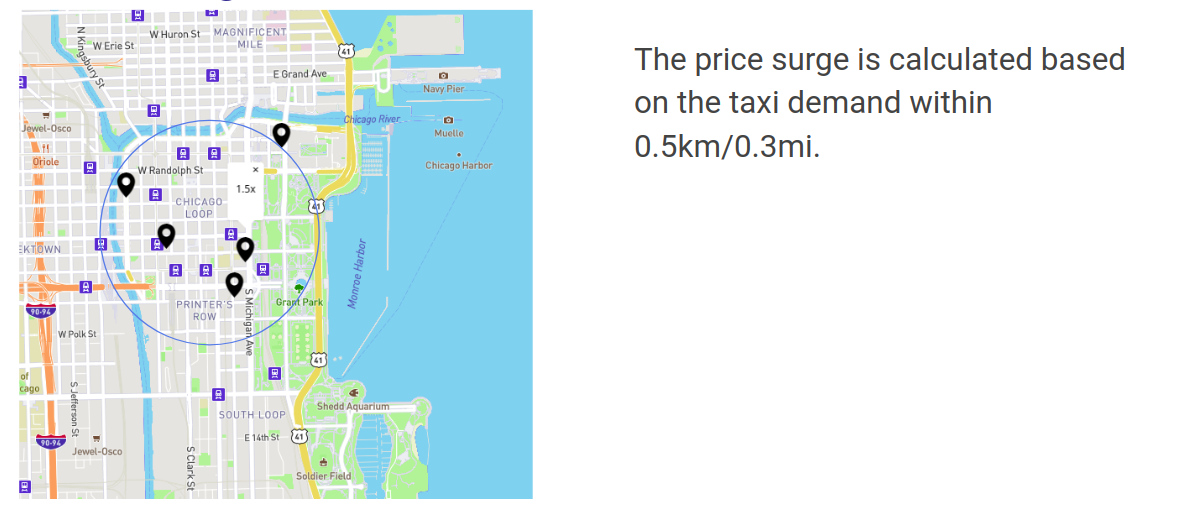 W Huron St
MAGNIFICENT
MILE
W Erie St
N Kingsbury St
41
E Grand Ave
Navy Pier
Jewel-Osco
Chicago River
Muelle
Oriole
Chicago Harbor
W Randolph St
×
1.5x
CHICAGO
LOOP
41
EKTOWN
Monroe Harbor
Grant Park
PRINTER'S
ROW
S Michigan Ave
90-94
W Polk St
41
of
cago
S Jefferson St
Shedd Aquarium
SOUTH LOOP
E 14th St
41
90-94
Jewel-Osco
S Clark St
Soldier Field
The price surge is calculated based
on the taxi demand within
0.5km/0.3mi.